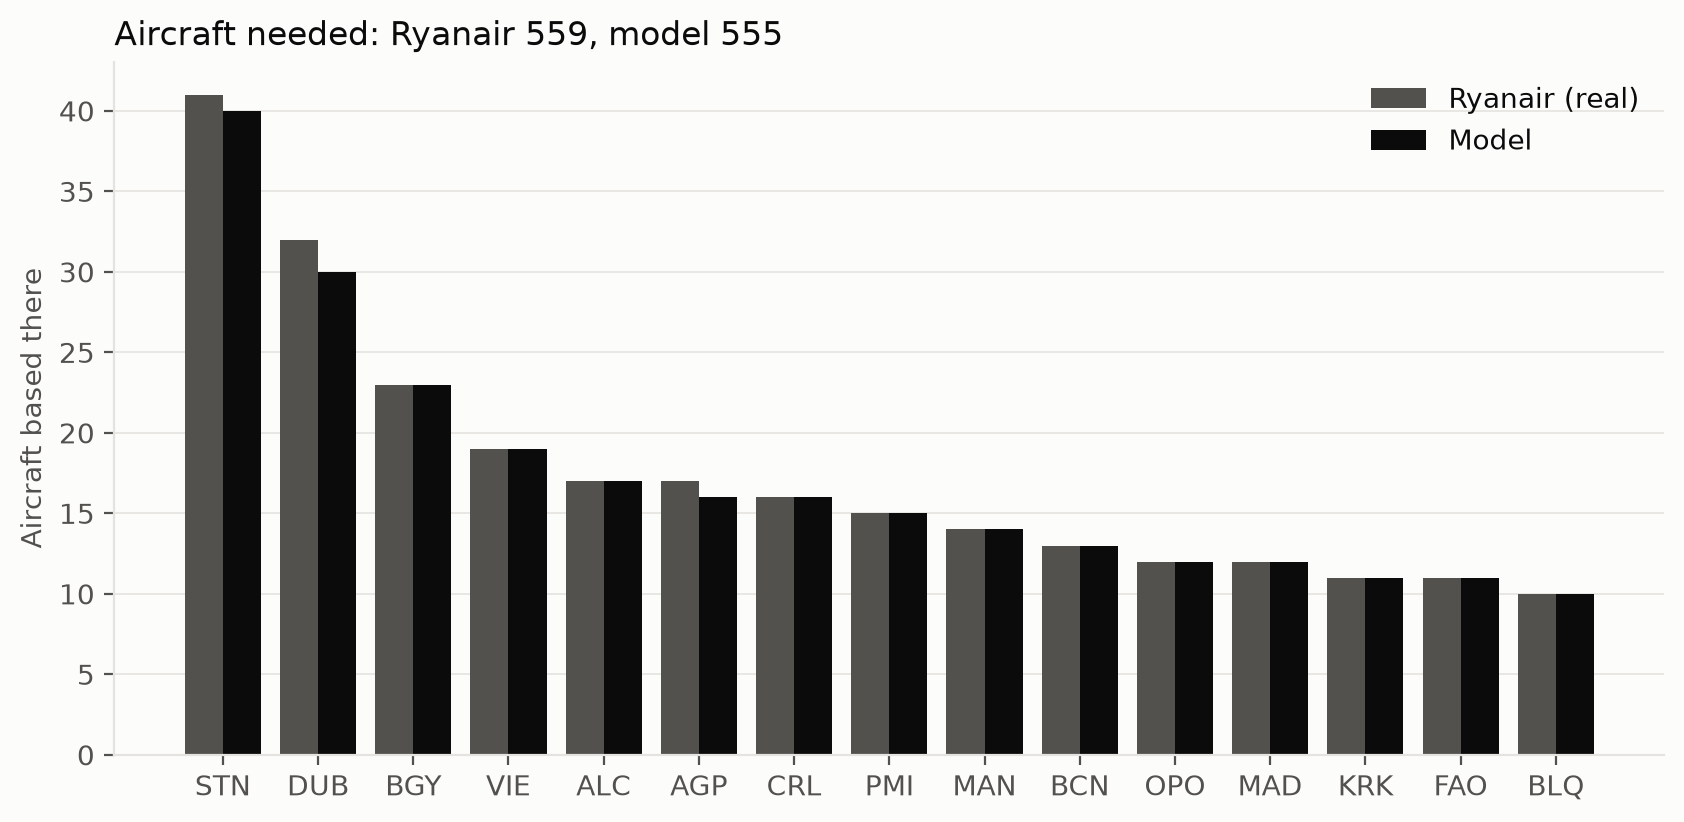 Aircraft needed: Ryanair 559, model 555
Ryanair (real)
Model
Aircraft based there
40
35
30
25
20
15
10
5
0
STN DUB BGY VIE ALC AGP CRL PMI MAN BCN OPO MAD KRK FAO BLQ